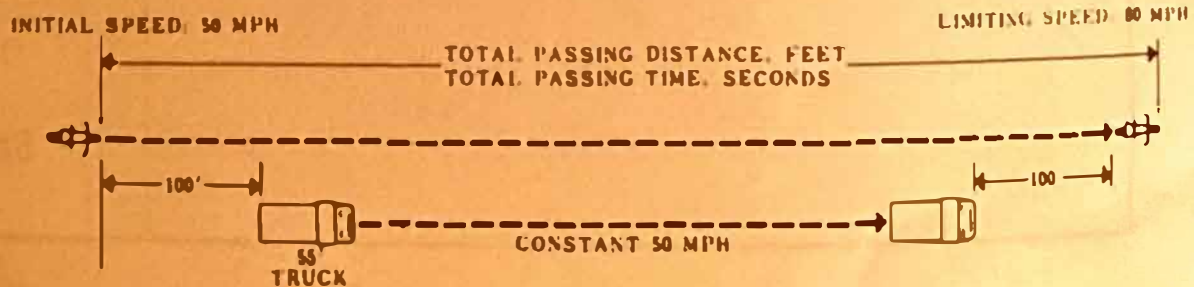 INITIAL SPEED: 50 MPH
LIMITING SPEED 80 MPH
TOTAL PASSING DISTANCE, FEET
TOTAL PASSING TIME, SECONDS
100'
100
CONSTANT 50 MPH
55
TRUCK